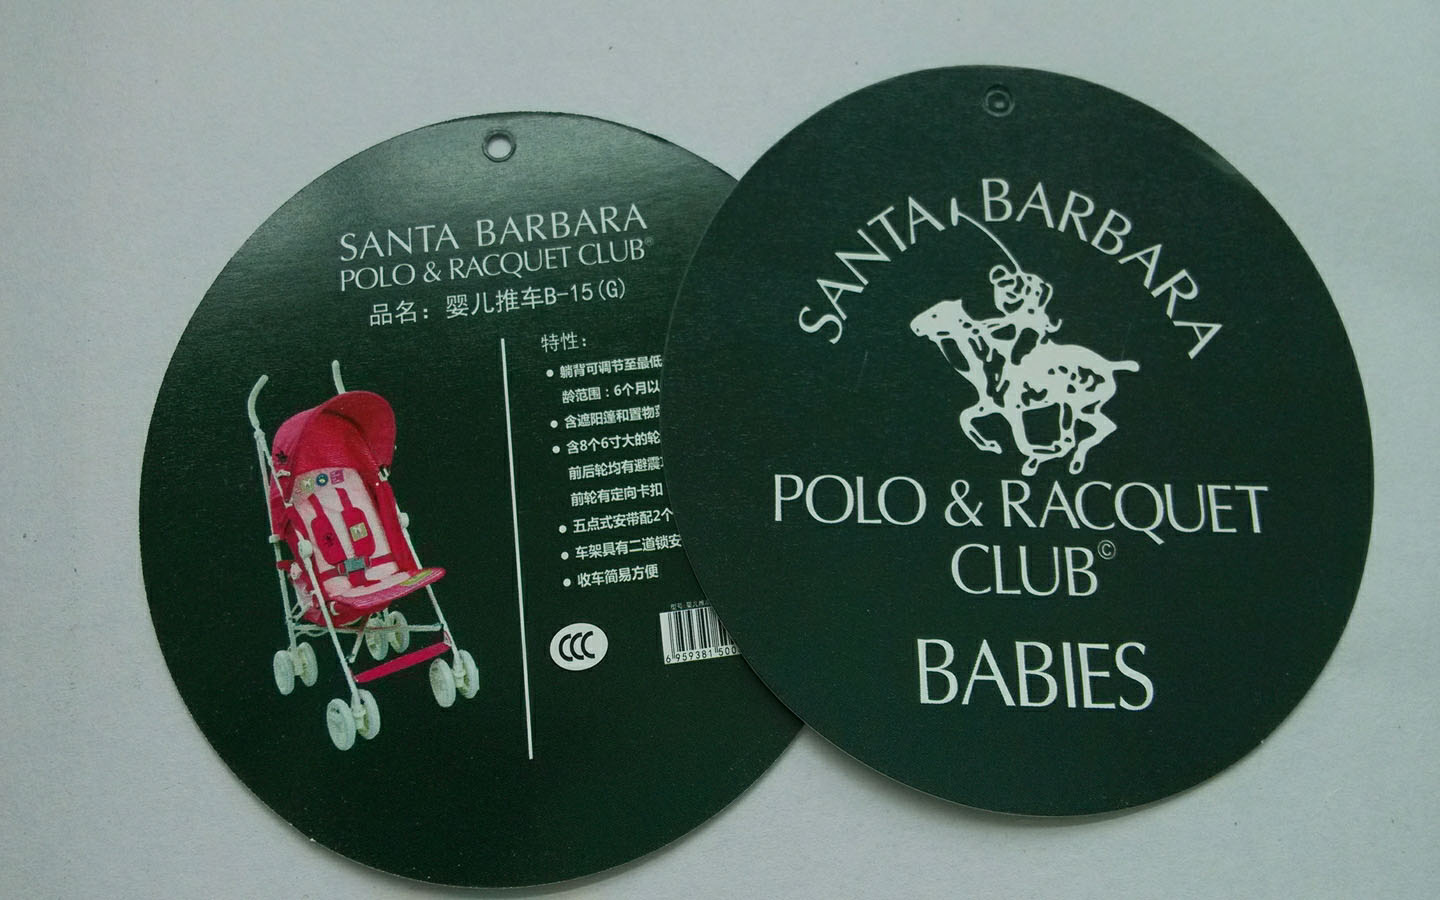 SANTA BARBARA
POLO & RACQUET CLUB®
品名：婴儿推车B-15(G)
特性：
• 躺背可调节至最低
龄范围：6个月以
• 含遮阳篷和置物
• 含8个6寸大的轮
前后轮均有避震
前轮有定向卡扣
• 五点式安带配2个
• 车架具有二道锁安
• 收车简易方便
CCC
6 959381 500
SANTA BARBARA
POLO & RACQUET
CLUB©
BABIES